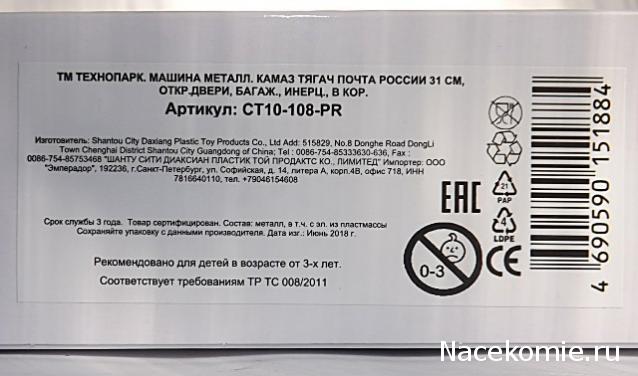 ТМ ТЕХНОПАРК. МАШИНА МЕТАЛЛ. КАМАЗ ТЯГАЧ ПОЧТА РОССИИ 31 СМ,
ОТКР.ДВЕРИ, БАГАЖ., ИНЕРЦ., В КОР.
Артикул: CT10-108-PR
Изготовитель: Shantou City Daxiang Plastic Toy Products Co., Ltd Add: 515829, No.8 Donghe Road DongLi
Town Chenghai District Shantou City Guangdong of China; Tel : 0086-754-85333630-636, Fax :
0086-754-85753468 "ШАНТУ СИТИ ДИАКСИАН ПЛАСТИК ТОЙ ПРОДАКТС КО., ЛИМИТЕД" Импортер: ООО
"Эмперадор", 192236, г.Санкт-Петербург, ул. Софийская, д. 14, литера А, корп.4В, офис 718, ИНН
7816640110, тел. +79046154608
Срок службы 3 года. Товар сертифицирован. Состав: металл, в т.ч. с эл. из пластмассы
Сохраняйте упаковку с данными производителя. Дата изг.: Июнь 2018 г.
Рекомендовано для детей в возрасте от 3-х лет.
Соответствует требованиям ТР ТС 008/2011
EAC
0-3
21
PAP
4
LDPE
CE
4 690590 151884
Nacekomie.ru